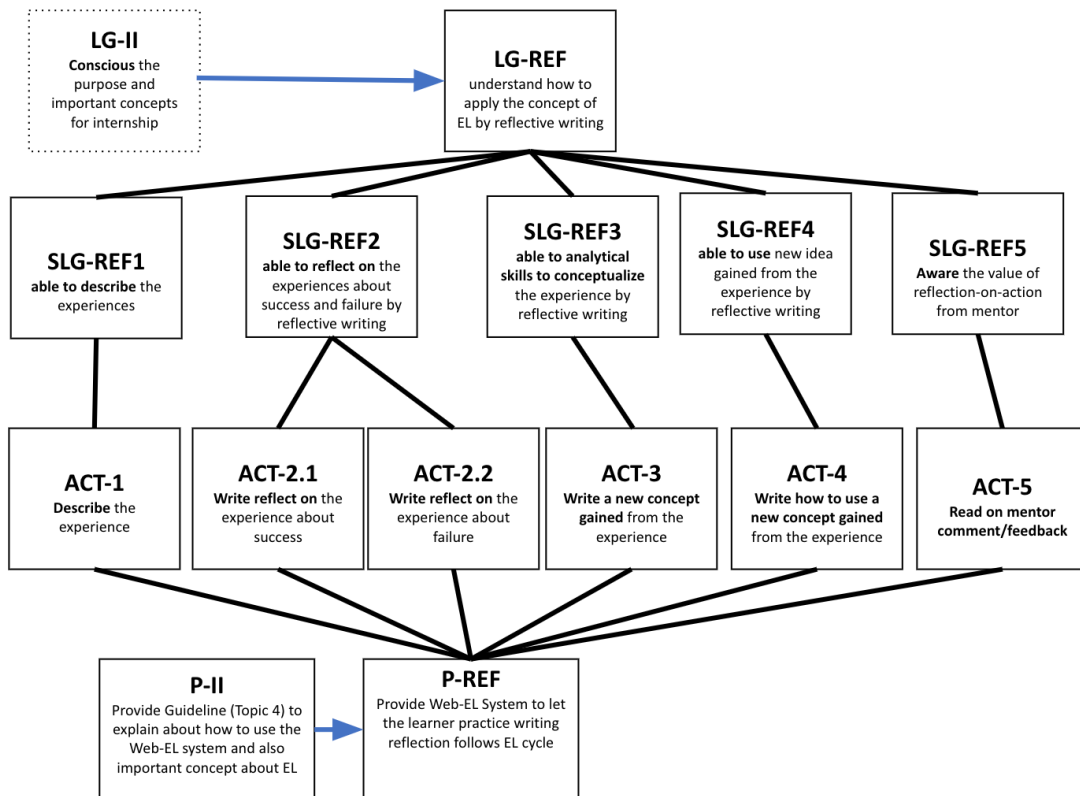 LG-II
Conscious the
purpose and
important concepts
for internship
LG-REF
understand how to
apply the concept of
EL by reflective writing
SLG-REF1
able to describe the
experiences
SLG-REF2
able to reflect on the
experiences about
success and failure by
reflective writing
SLG-REF3
able to analytical
skills to conceptualize
the experience by
reflective writing
SLG-REF4
able to use new idea
gained from the
experience by
reflective writing
SLG-REF5
Aware the value of
reflection-on-action
from mentor
ACT-1
Describe the
experience
ACT-2.1
Write reflect on the
experience about
success
ACT-2.2
Write reflect on the
experience about
failure
ACT-3
Write a new concept
gained from the
experience
ACT-4
Write how to use a
new concept gained
from the experience
ACT-5
Read on mentor
comment/feedback
P-II
Provide Guideline (Topic 4) to
explain about how to use the
Web-EL system and also
important concept about EL
P-REF
Provide Web-EL System to let
the learner practice writing
reflection follows EL cycle